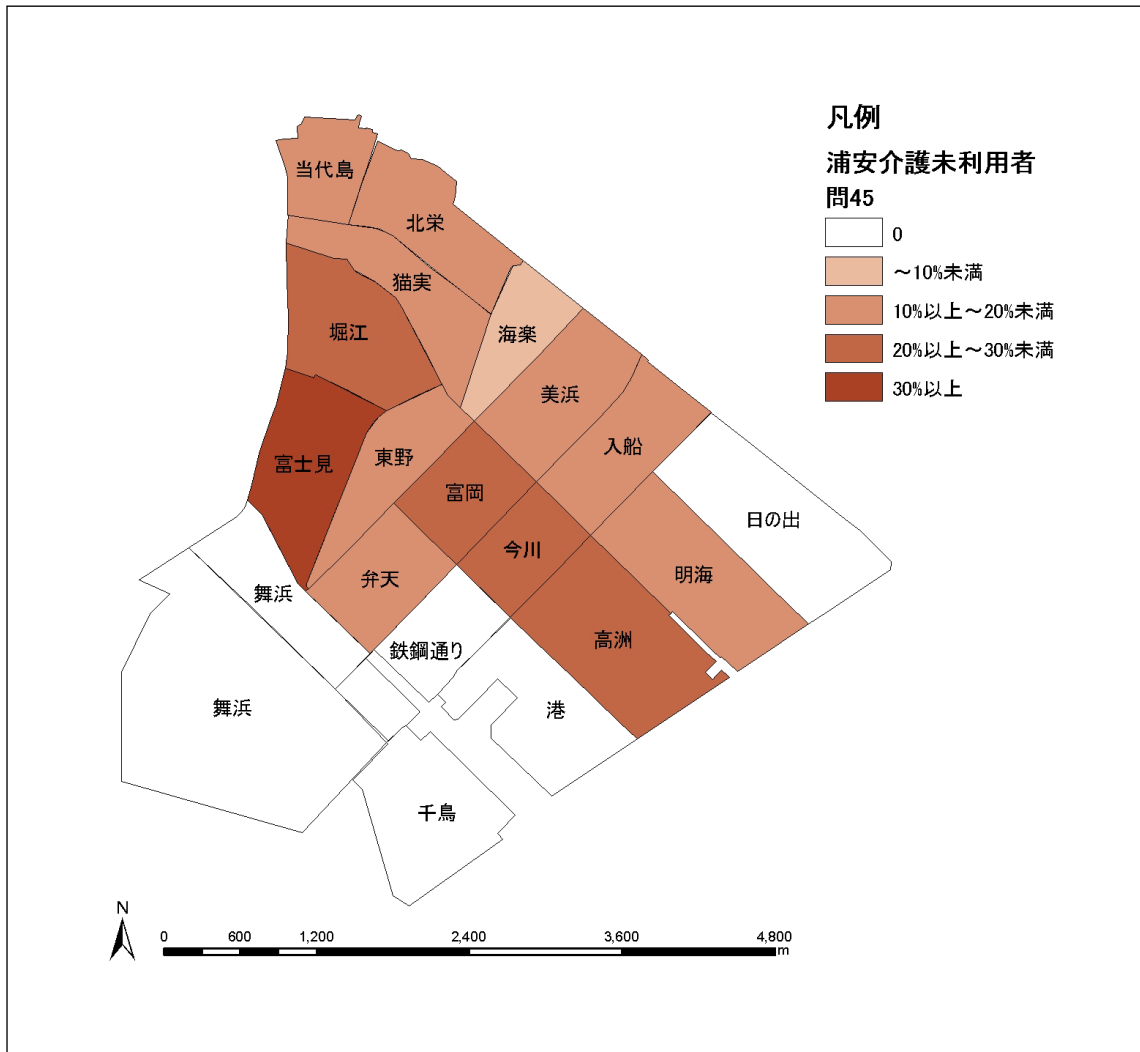 凡例
浦安介護未利用者
問45
0
～10%未満
10%以上～20%未満
20%以上～30%未満
30%以上
当代島
北栄
猫実
海楽
堀江
美浜
入船
東野
富士見
富岡
日の出
今川
明海
弁天
舞浜
高洲
鉄鋼通り
舞浜
港
千鳥
N
0 600 1,200 2,400 3,600 4,800
m